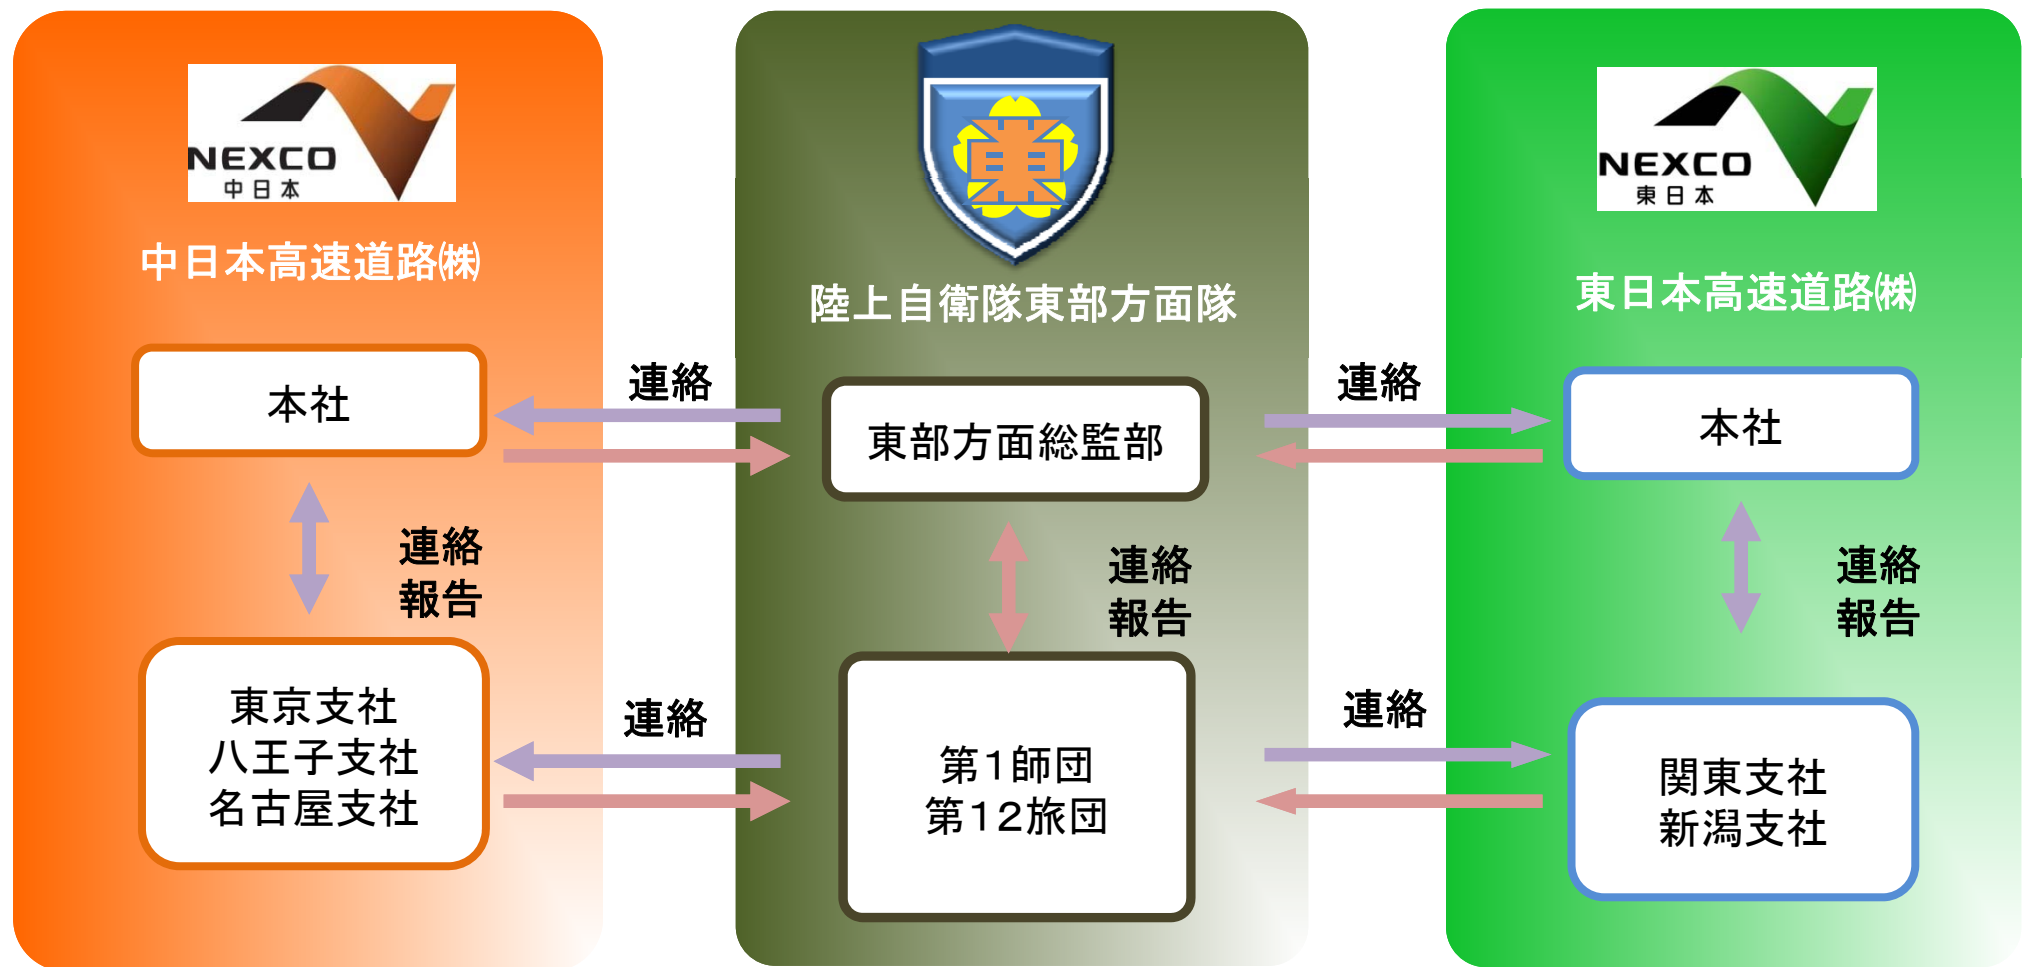 NEXCO
中日本
中日本高速道路㈱
本社
連絡
報告
東京支社
八王子支社
名古屋支社
連絡
連絡
東
陸上自衛隊東部方面隊
東部方面総監部
連絡
報告
第1師団
第12旅団
連絡
連絡
NEXCO
東日本
東日本高速道路㈱
本社
連絡
報告
関東支社
新潟支社